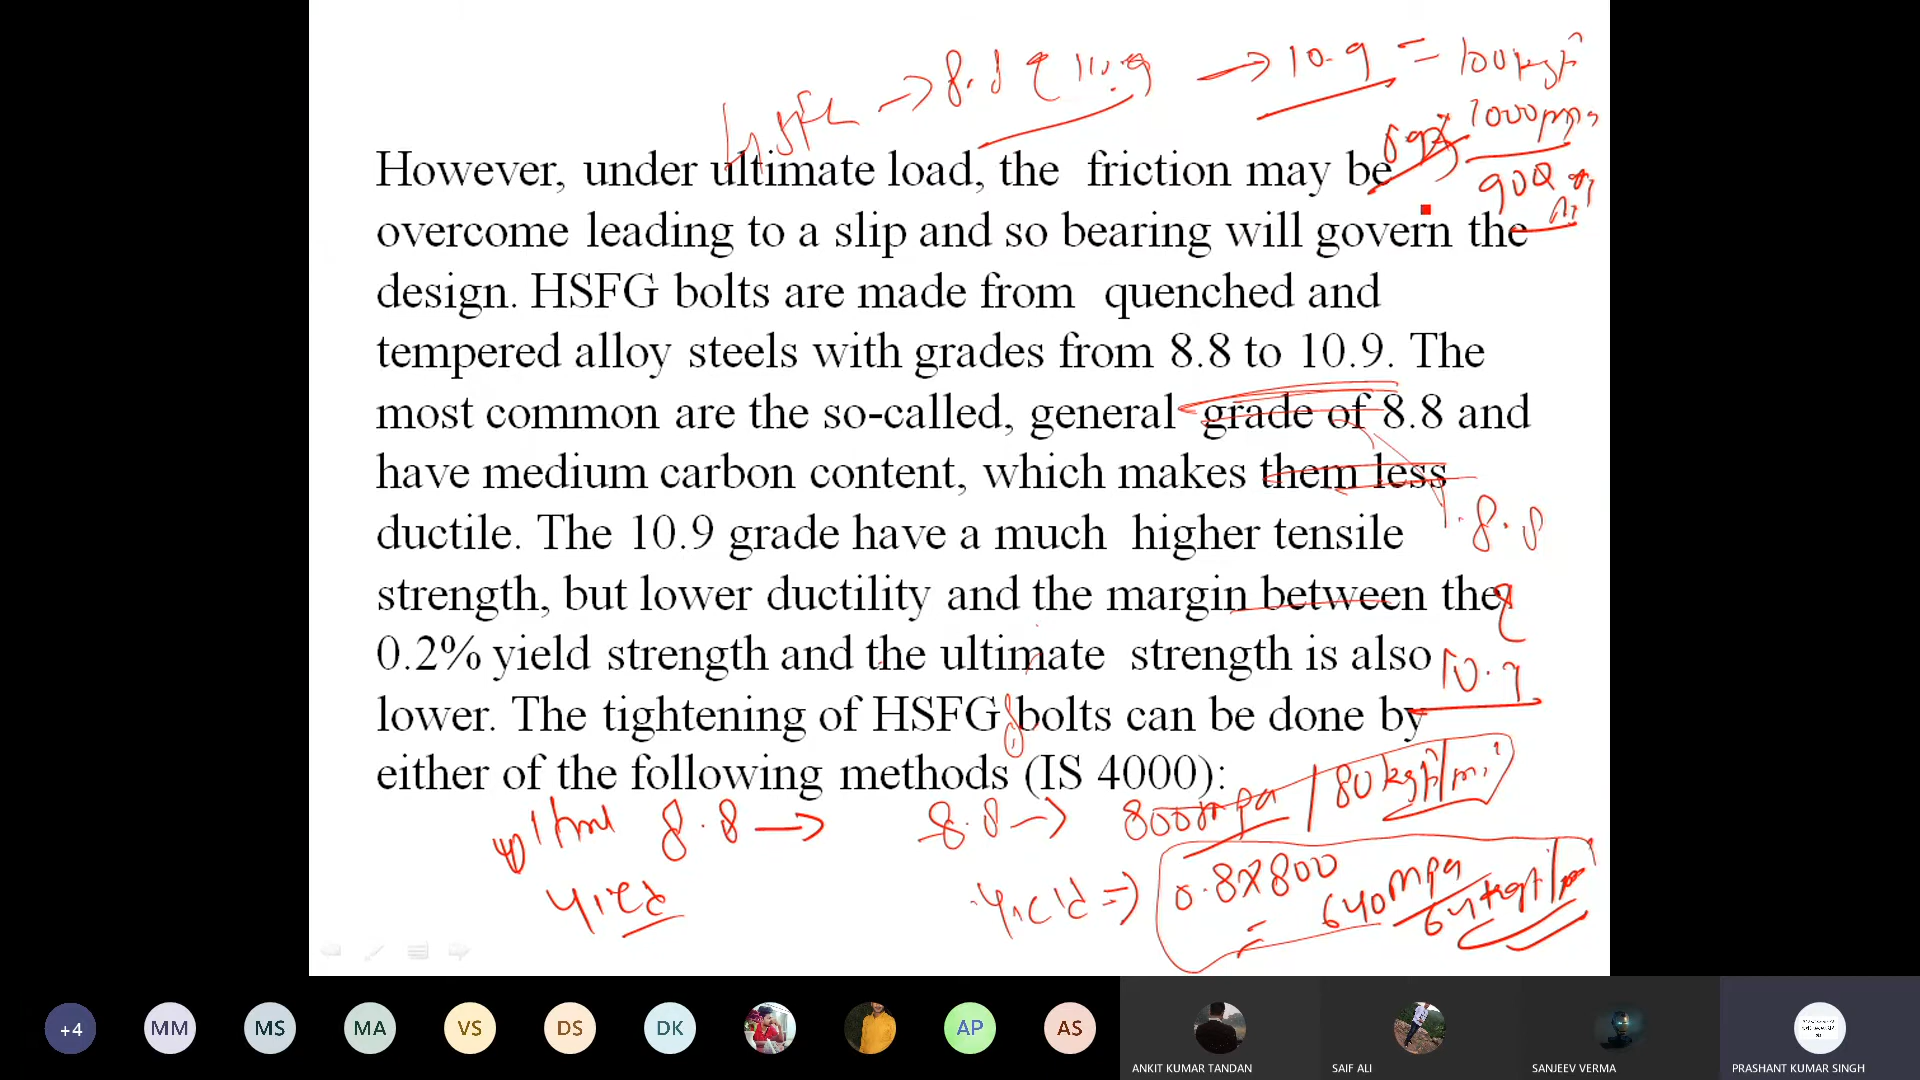 HSFG → 8.8 & 10.9 → 10.9 = 100 kgf
0.9 x 1000 mpa
900
However, under ultimate load, the friction may be
overcome leading to a slip and so bearing will govern the
design. HSFG bolts are made from quenched and
tempered alloy steels with grades from 8.8 to 10.9. The
most common are the so-called, general grade of 8.8 and
have medium carbon content, which makes them less
ductile. The 10.9 grade have a much higher tensile
8.8
strength, but lower ductility and the margin between the
&
0.2% yield strength and the ultimate strength is also
10.9
lower. The tightening of HSFG bolts can be done by
either of the following methods (IS 4000):
8.8 → 8.8 → 800 mpa / 80 kgf/m
Yield Yield ⇒ 0.8 x 800
= 640 mpa
64 kgf/m
+4 MM MS MA VS DS DK AP AS
ANKIT KUMAR TANDAN SAIF ALI SANJEEV VERMA PRASHANT KUMAR SINGH